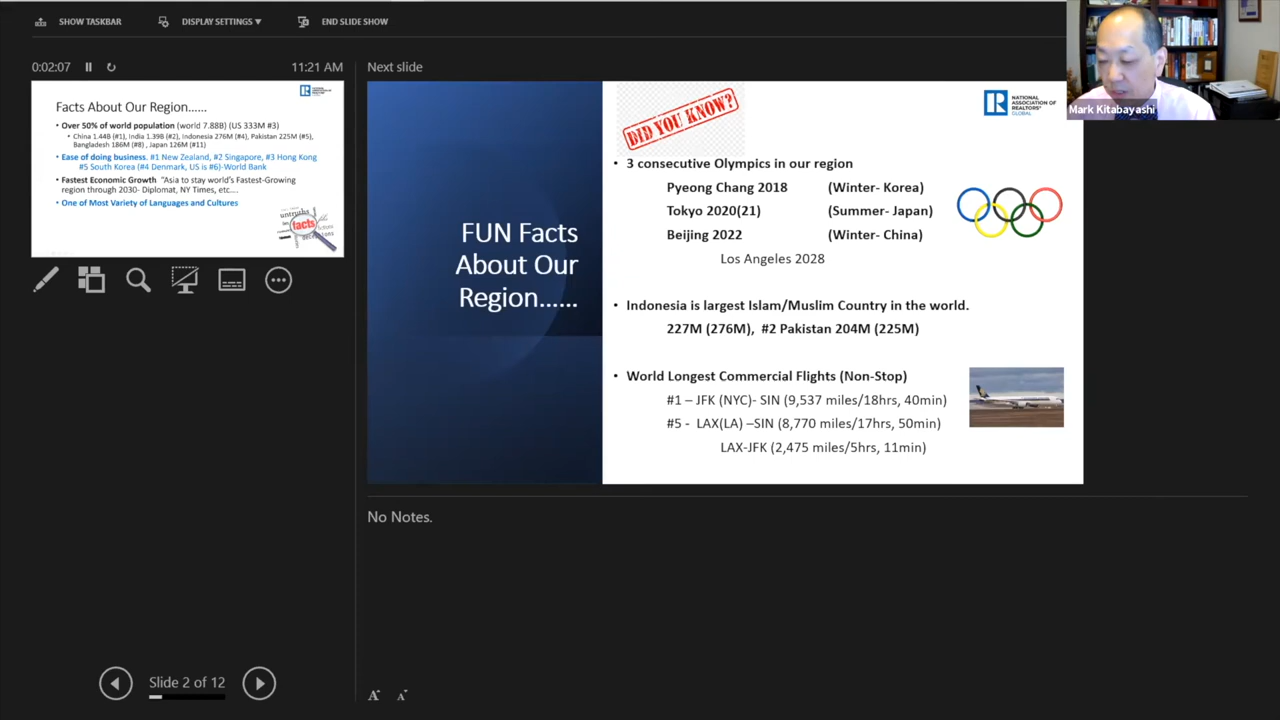 SHOW TASKBAR
DISPLAY SETTINGS ▼
END SLIDE SHOW
0:02:07
11:21 AM
Next slide
Mark Kitabayashi
NATIONAL
ASSOCIATION OF
REALTORS®
Facts About Our Region……
• Over 50% of world population (world 7.88B) (US 333M #3)
• China 1.44B (#1), India 1.39B (#2), Indonesia 276M (#4), Pakistan 225M (#5),
Bangladesh 186M (#8) , Japan 126M (#11)
• Ease of doing business. #1 New Zealand, #2 Singapore, #3 Hong Kong
#5 South Korea (#4 Denmark, US is #6)-World Bank
• Fastest Economic Growth "Asia to stay world's Fastest-Growing
region through 2030- Diplomat, NY Times, etc….
• One of Most Variety of Languages and Cultures
untruths
lies
facts
Slide 2 of 12
FUN Facts
About Our
Region……
DID YOU KNOW?
NATIONAL
ASSOCIATION OF
REALTORS®
GLOBAL
• 3 consecutive Olympics in our region
Pyeong Chang 2018 (Winter- Korea)
Tokyo 2020(21) (Summer- Japan)
Beijing 2022 (Winter- China)
Los Angeles 2028
• Indonesia is largest Islam/Muslim Country in the world.
227M (276M), #2 Pakistan 204M (225M)
• World Longest Commercial Flights (Non-Stop)
#1 – JFK (NYC)- SIN (9,537 miles/18hrs, 40min)
#5 - LAX(LA) –SIN (8,770 miles/17hrs, 50min)
LAX-JFK (2,475 miles/5hrs, 11min)
No Notes.
A A